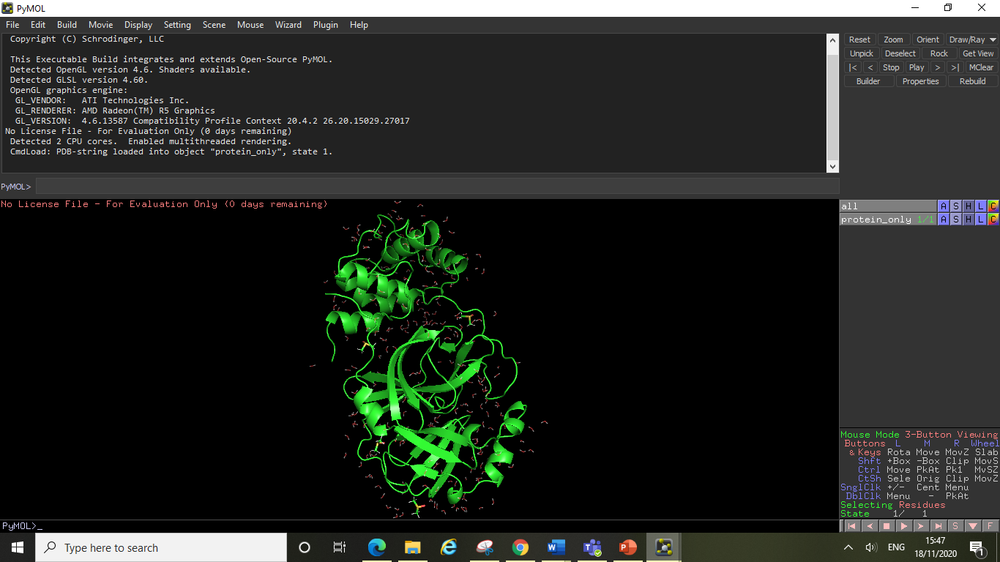 PyMOL
File Edit Build Movie Display Setting Scene Mouse Wizard Plugin Help
Copyright (C) Schrodinger, LLC
This Executable Build integrates and extends Open-Source PyMOL.
Detected OpenGL version 4.6. Shaders available.
Detected GLSL version 4.60.
OpenGL graphics engine:
GL_VENDOR: ATI Technologies Inc.
GL_RENDERER: AMD Radeon(TM) R5 Graphics
GL_VERSION: 4.6.13587 Compatibility Profile Context 20.4.2 26.20.15029.27017
No License File - For Evaluation Only (0 days remaining)
Detected 2 CPU cores. Enabled multithreaded rendering.
CmdLoad: PDB-string loaded into object "protein_only", state 1.
PyMOL>
Reset Zoom Orient Draw/Ray
Unpick Deselect Rock Get View
|< < Stop Play > >| MClear
Builder Properties Rebuild
No License File - For Evaluation Only (0 days remaining)
all A S H L C
protein_only 1/1 A S H L C
Mouse Mode 3-Button Viewing
Buttons L M R Wheel
& Keys Rota Move MovZ Slab
Shft +Box -Box Clip MovS
Ctrl Move PkAt Pk1 MvSZ
CtSh Sele Orig Clip MovZ
SnglClk +/- Cent Menu
DblClk Menu - PkAt
Selecting Residues
State 1/ 1
S F
PyMOL>_
Type here to search
ENG
15:47
18/11/2020
1